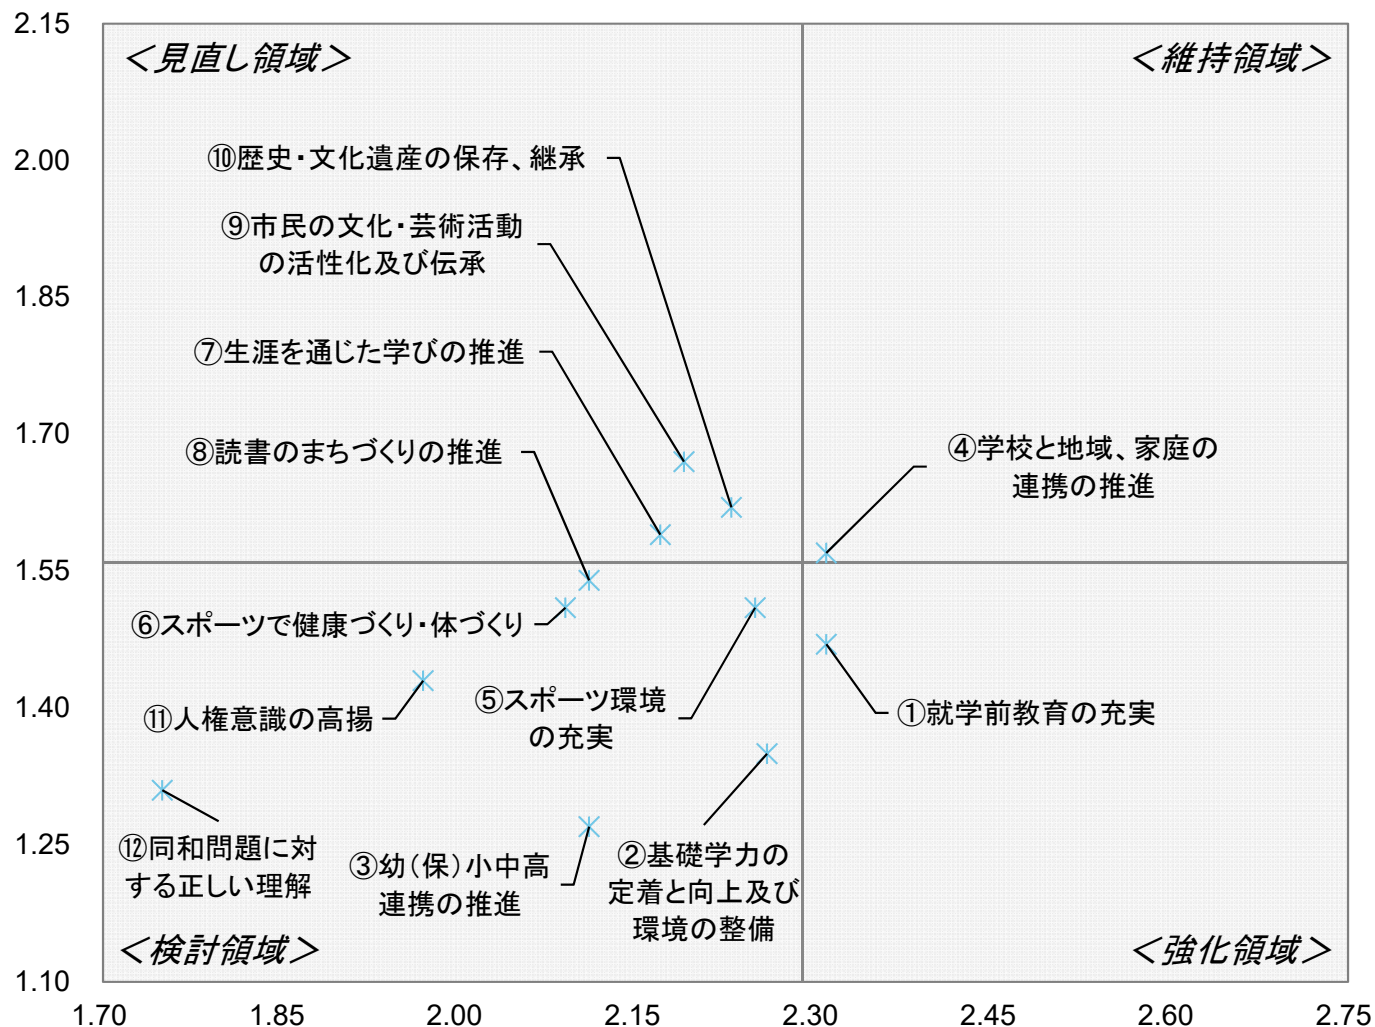 2.15
2.00
1.85
1.70
1.55
1.40
1.25
1.10
＜見直し領域＞
＜維持領域＞
⑩歴史・文化遺産の保存、継承
⑨市民の文化・芸術活動
の活性化及び伝承
⑦生涯を通じた学びの推進
⑧読書のまちづくりの推進
④学校と地域、家庭の
連携の推進
⑥スポーツで健康づくり・体づくり
⑪人権意識の高揚
⑤スポーツ環境
の充実
①就学前教育の充実
⑫同和問題に対
する正しい理解
③幼（保）小中高
連携の推進
②基礎学力の
定着と向上及び
環境の整備
＜検討領域＞
＜強化領域＞
1.70
1.85
2.00
2.15
2.30
2.45
2.60
2.75